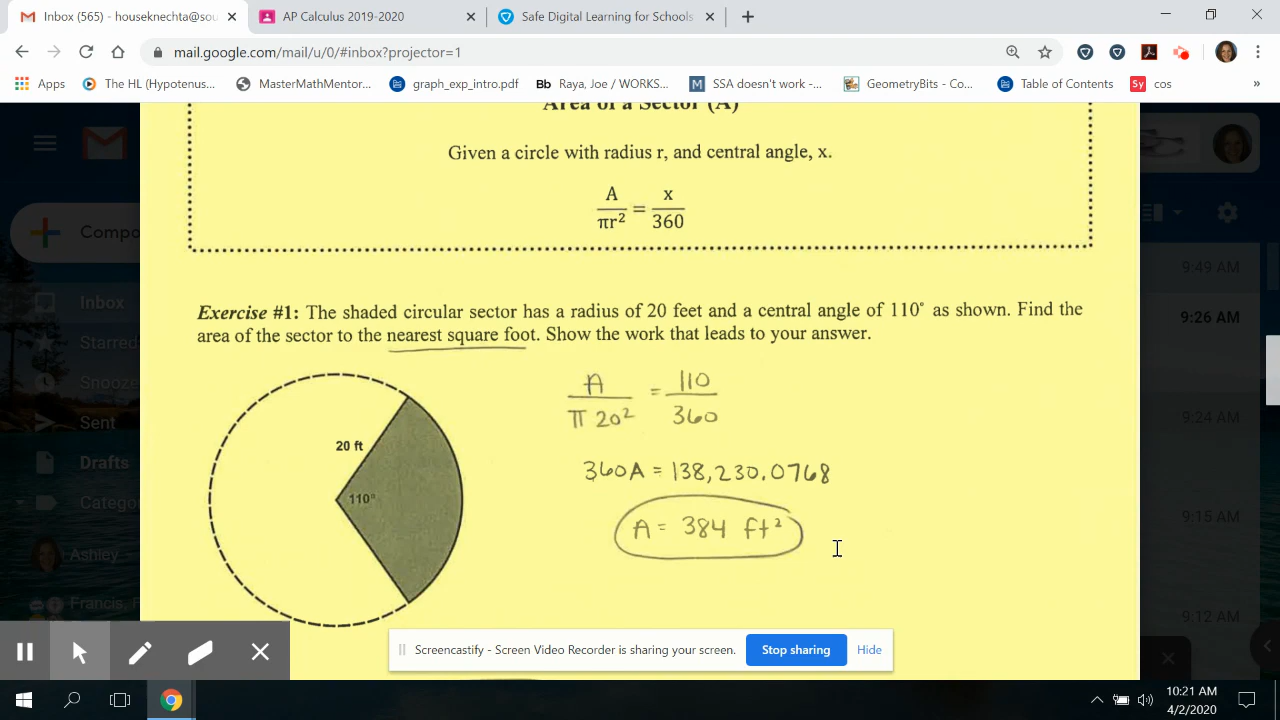 Inbox (565) - houseknechta@sou
AP Calculus 2019-2020
Safe Digital Learning for Schools
mail.google.com/mail/u/0/#inbox?projector=1
Apps
The HL (Hypotenus...
MasterMathMentor...
graph_exp_intro.pdf
Bb Raya, Joe / WORKS...
M SSA doesn't work -...
GeometryBits - Co...
Table of Contents
Sy cos
»
Area of a Sector (A)
Given a circle with radius r, and central angle, x.
A/πr² = x/360
Compo
Inbox
Starred
Snooze
Sent
Drafts
Catego
Ashley
Francis, F
9:49 AM
9:26 AM
9:24 AM
9:15 AM
9:12 AM
Exercise #1: The shaded circular sector has a radius of 20 feet and a central angle of 110° as shown. Find the
area of the sector to the nearest square foot. Show the work that leads to your answer.
20 ft
110°
A/π 20² = 110/360
360A = 138,230.0768
A = 384 ft²
Screencastify - Screen Video Recorder is sharing your screen.
Stop sharing
Hide
10:21 AM
4/2/2020